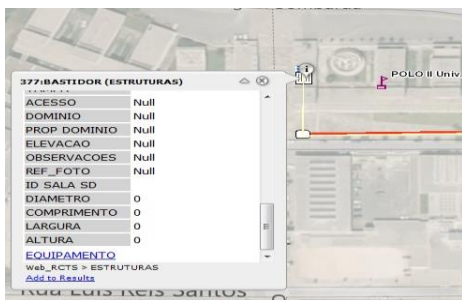 POLO II Univ.
377:BASTIDOR (ESTRUTURAS)
ACESSO Null
DOMINIO Null
PROP DOMINIO Null
ELEVACAO Null
OBSERVACOES Null
REF_FOTO Null
ID SALA SD
DIAMETRO 0
COMPRIMENTO 0
LARGURA 0
ALTURA 0
EQUIPAMENTO
Web_RCTS > ESTRUTURAS
Add to Results
Rua Luis Reis Santos